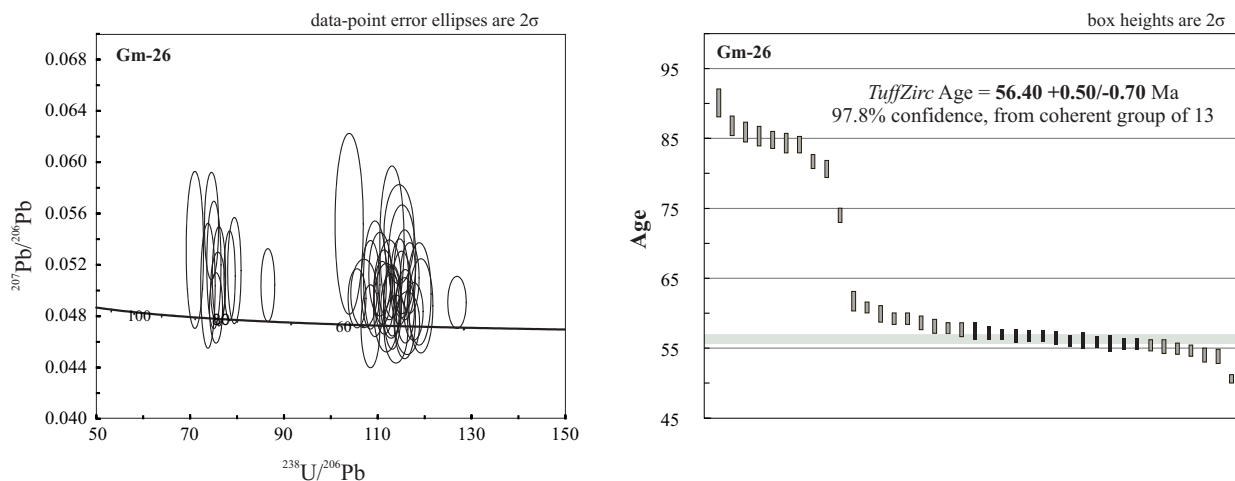 data-point error ellipses are 2σ
Gm-26
0.068
0.064
0.060
0.056
0.052
0.048
0.044
0.040
²⁰⁷Pb/²⁰⁶Pb
100
80
60
50 70 90 110 130 150
²³⁸U/²⁰⁶Pb
box heights are 2σ
Gm-26
TuffZirc Age = 56.40 +0.50/-0.70 Ma
97.8% confidence, from coherent group of 13
95
85
75
65
55
45
Age